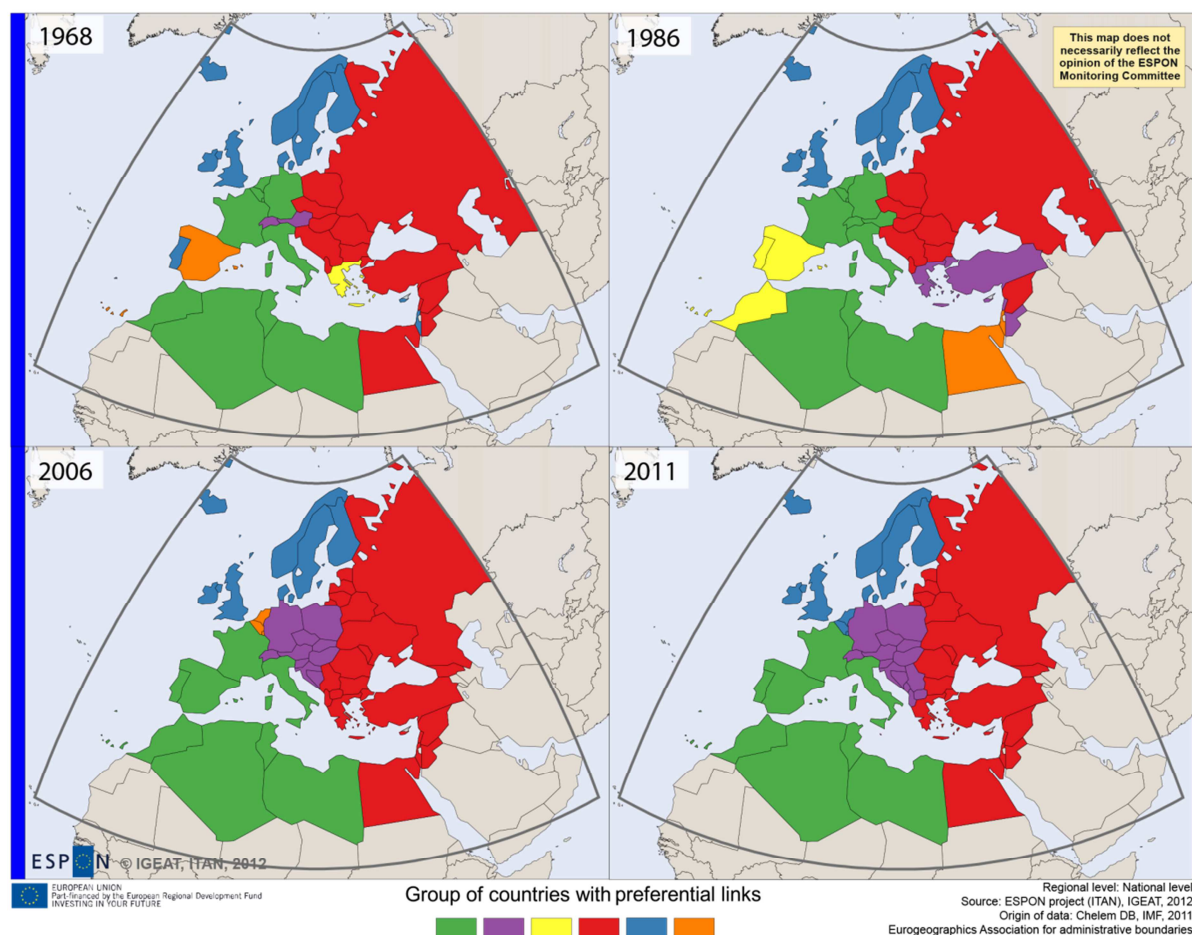 1968
1986
This map does not
necessarily reflect the
opinion of the ESPON
Monitoring Committee
2006
2011
ESPON © IGEAT, ITAN, 2012
EUROPEAN UNION
Part-financed by the European Regional Development Fund
INVESTING IN YOUR FUTURE
Group of countries with preferential links
Regional level: National level
Source: ESPON project (ITAN), IGEAT, 2012
Origin of data: Chelem DB, IMF, 2011
Eurogeographics Association for administrative boundaries